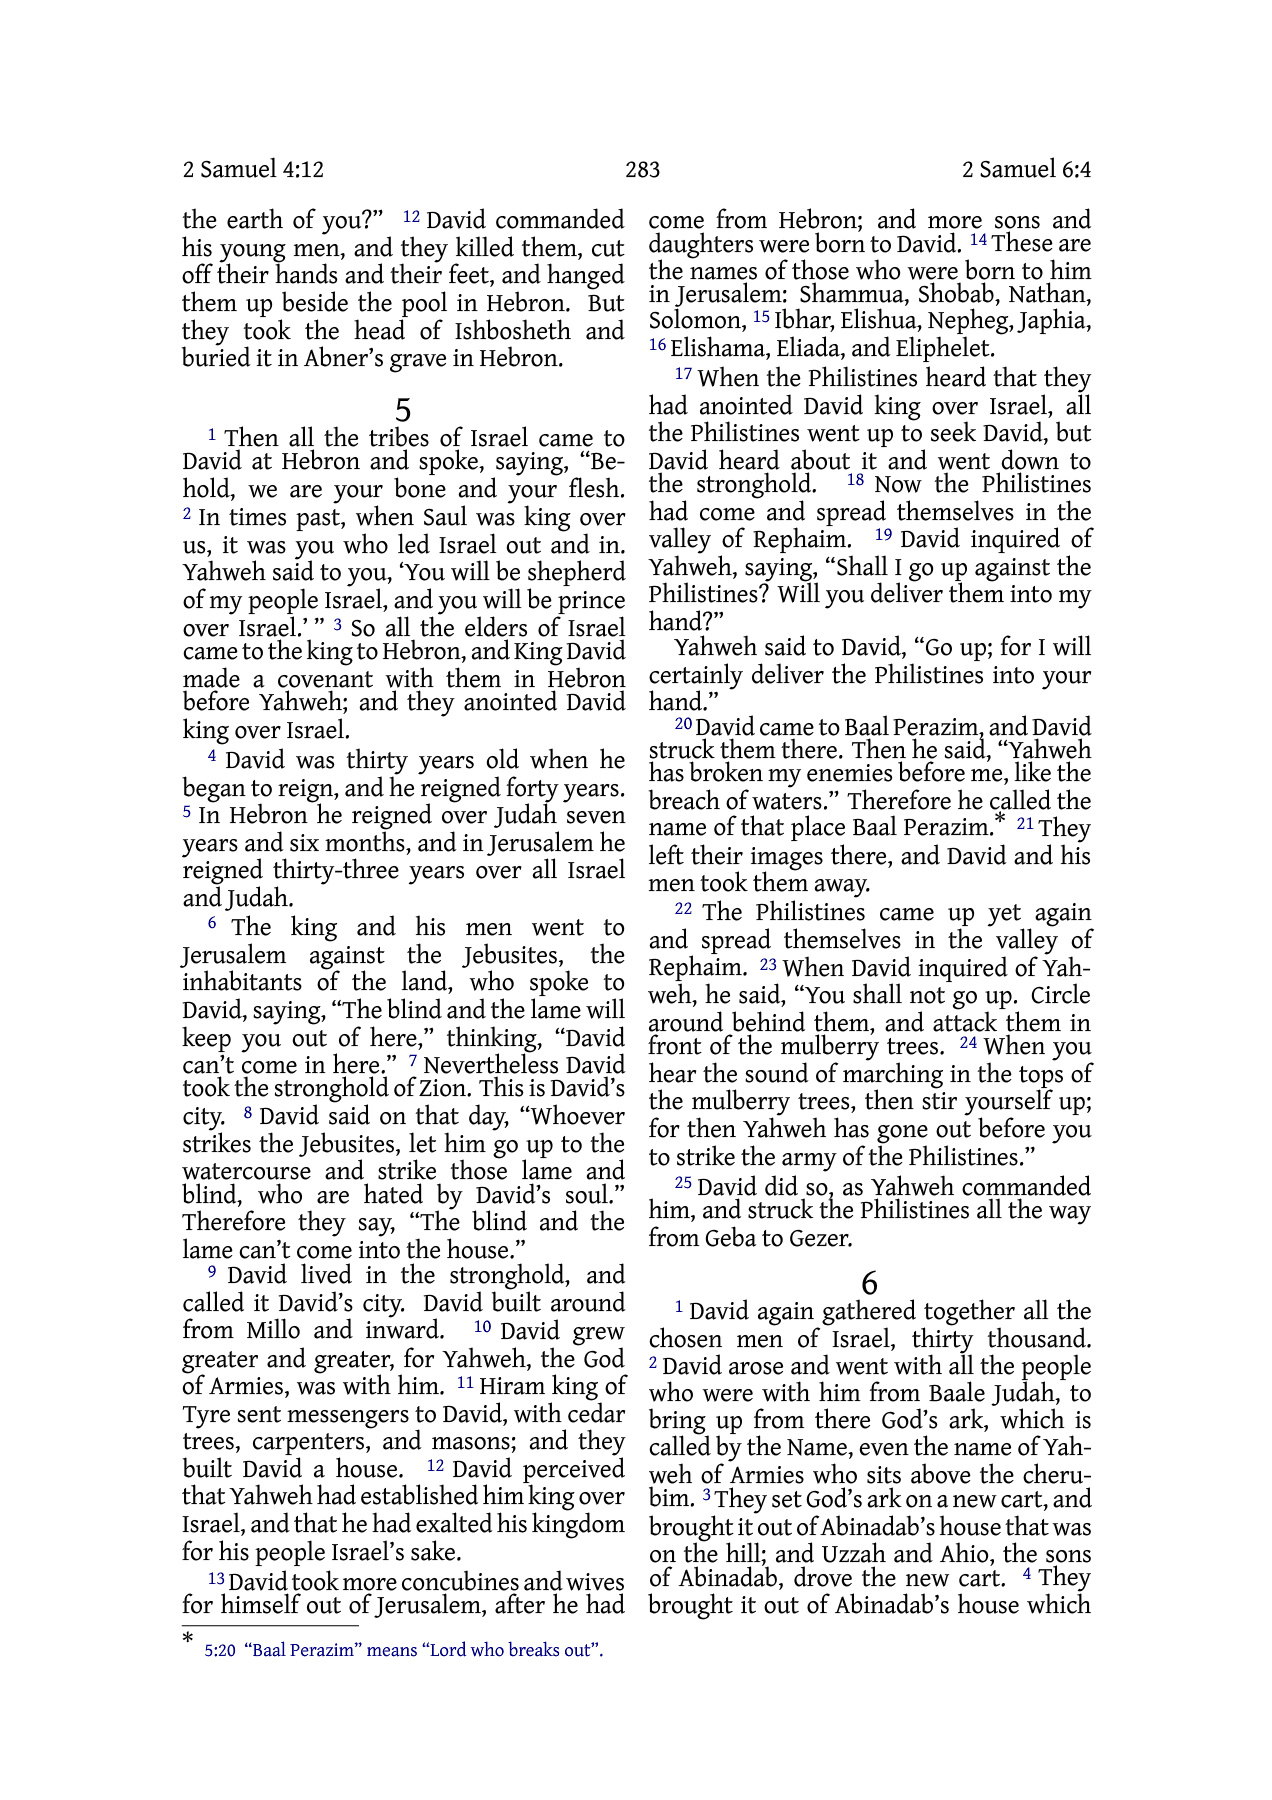 2 Samuel 4:12 283 2 Samuel 6:4
the earth of you?” 12 David commanded
his young men, and they killed them, cut
off their hands and their feet, and hanged
them up beside the pool in Hebron. But
they took the head of Ishbosheth and
buried it in Abner’s grave in Hebron.
5
1 Then all the tribes of Israel came to
David at Hebron and spoke, saying, “Be-
hold, we are your bone and your flesh.
2 In times past, when Saul was king over
us, it was you who led Israel out and in.
Yahweh said to you, ‘You will be shepherd
of my people Israel, and you will be prince
over Israel.’ ” 3 So all the elders of Israel
came to the king to Hebron, and King David
made a covenant with them in Hebron
before Yahweh; and they anointed David
king over Israel.
4 David was thirty years old when he
began to reign, and he reigned forty years.
5 In Hebron he reigned over Judah seven
years and six months, and in Jerusalem he
reigned thirty-three years over all Israel
and Judah.
6 The king and his men went to
Jerusalem against the Jebusites, the
inhabitants of the land, who spoke to
David, saying, “The blind and the lame will
keep you out of here,” thinking, “David
can’t come in here.” 7 Nevertheless David
took the stronghold of Zion. This is David’s
city. 8 David said on that day, “Whoever
strikes the Jebusites, let him go up to the
watercourse and strike those lame and
blind, who are hated by David’s soul.”
Therefore they say, “The blind and the
lame can’t come into the house.”
9 David lived in the stronghold, and
called it David’s city. David built around
from Millo and inward. 10 David grew
greater and greater, for Yahweh, the God
of Armies, was with him. 11 Hiram king of
Tyre sent messengers to David, with cedar
trees, carpenters, and masons; and they
built David a house. 12 David perceived
that Yahweh had established him king over
Israel, and that he had exalted his kingdom
for his people Israel’s sake.
13 David took more concubines and wives
for himself out of Jerusalem, after he had
come from Hebron; and more sons and
daughters were born to David. 14 These are
the names of those who were born to him
in Jerusalem: Shammua, Shobab, Nathan,
Solomon, 15 Ibhar, Elishua, Nepheg, Japhia,
16 Elishama, Eliada, and Eliphelet.
17 When the Philistines heard that they
had anointed David king over Israel, all
the Philistines went up to seek David, but
David heard about it and went down to
the stronghold. 18 Now the Philistines
had come and spread themselves in the
valley of Rephaim. 19 David inquired of
Yahweh, saying, “Shall I go up against the
Philistines? Will you deliver them into my
hand?”
Yahweh said to David, “Go up; for I will
certainly deliver the Philistines into your
hand.”
20 David came to Baal Perazim, and David
struck them there. Then he said, “Yahweh
has broken my enemies before me, like the
breach of waters.” Therefore he called the
name of that place Baal Perazim.* 21 They
left their images there, and David and his
men took them away.
22 The Philistines came up yet again
and spread themselves in the valley of
Rephaim. 23 When David inquired of Yah-
weh, he said, “You shall not go up. Circle
around behind them, and attack them in
front of the mulberry trees. 24 When you
hear the sound of marching in the tops of
the mulberry trees, then stir yourself up;
for then Yahweh has gone out before you
to strike the army of the Philistines.”
25 David did so, as Yahweh commanded
him, and struck the Philistines all the way
from Geba to Gezer.
6
1 David again gathered together all the
chosen men of Israel, thirty thousand.
2 David arose and went with all the people
who were with him from Baale Judah, to
bring up from there God’s ark, which is
called by the Name, even the name of Yah-
weh of Armies who sits above the cheru-
bim. 3 They set God’s ark on a new cart, and
brought it out of Abinadab’s house that was
on the hill; and Uzzah and Ahio, the sons
of Abinadab, drove the new cart. 4 They
brought it out of Abinadab’s house which
* 5:20 “Baal Perazim” means “Lord who breaks out”.